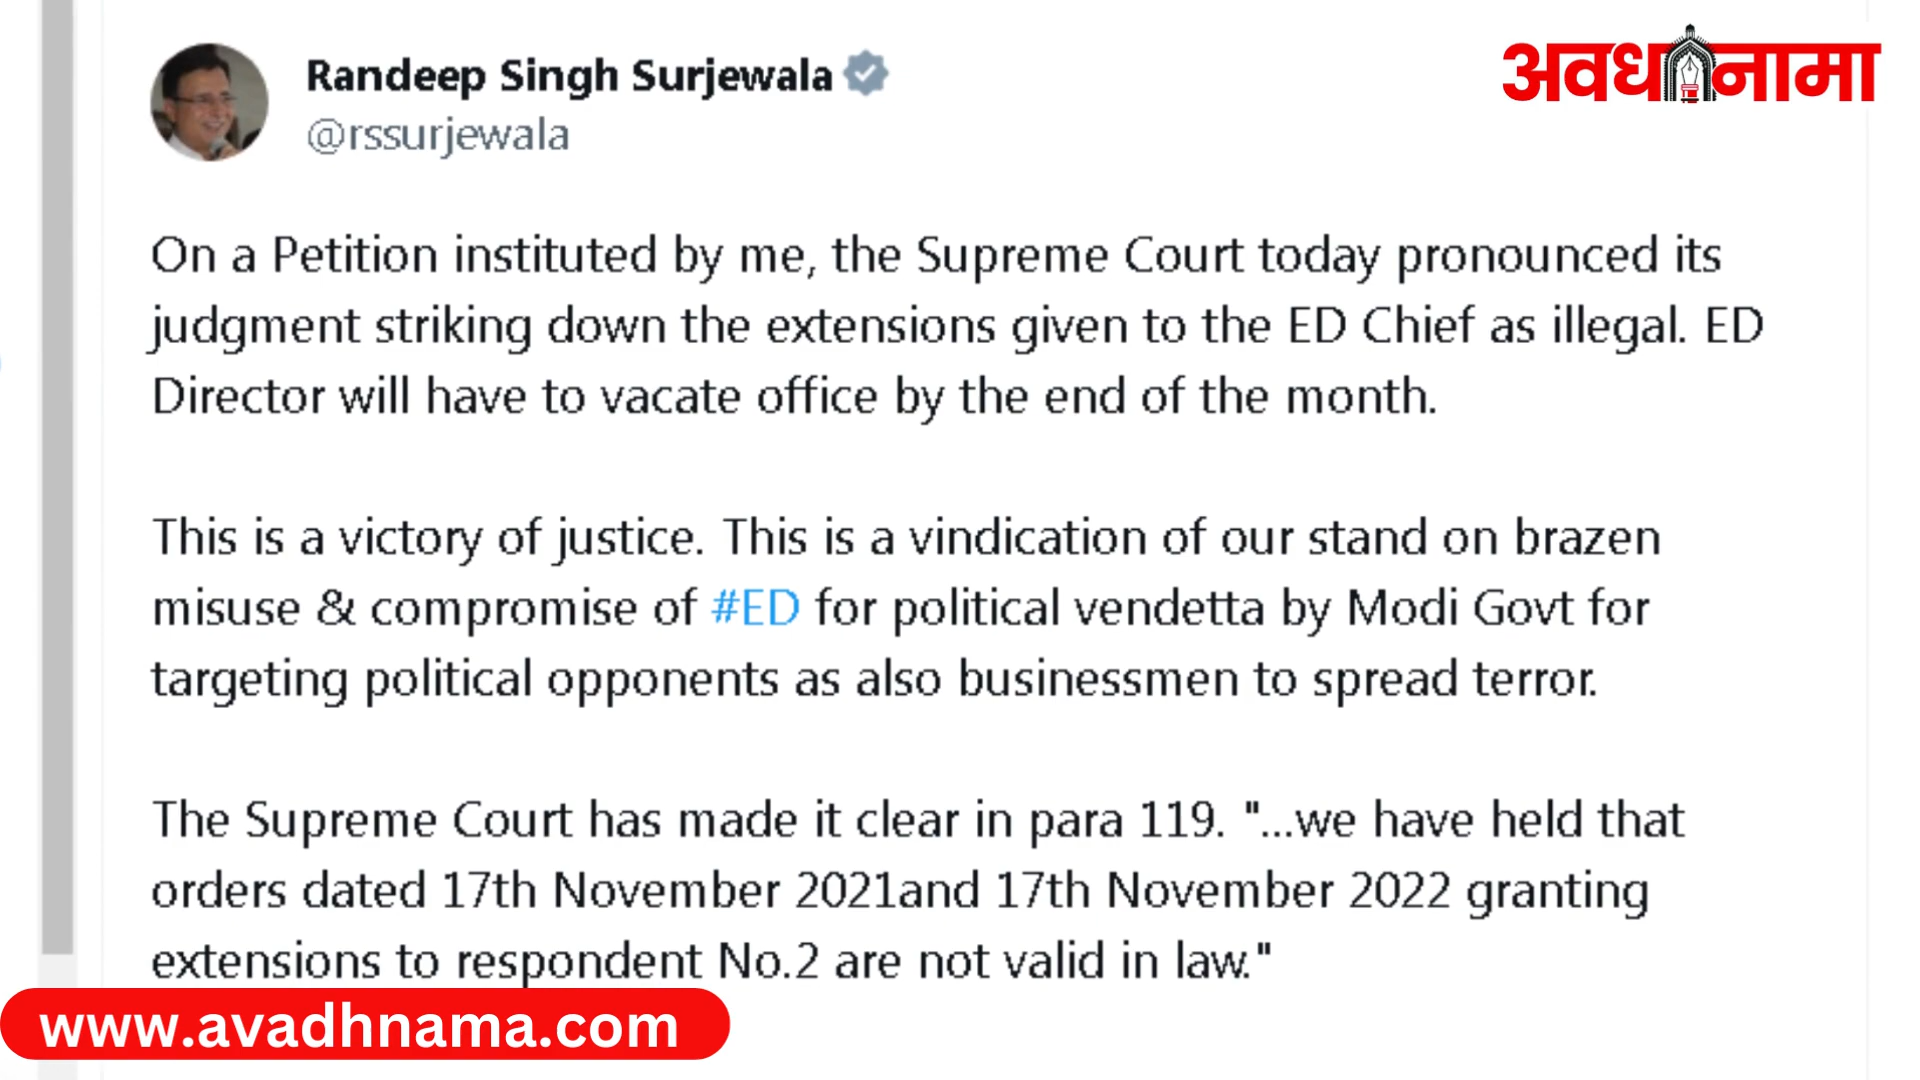 Randeep Singh Surjewala
अवधनामा
@rssurjewala
On a Petition instituted by me, the Supreme Court today pronounced its
judgment striking down the extensions given to the ED Chief as illegal. ED
Director will have to vacate office by the end of the month.
This is a victory of justice. This is a vindication of our stand on brazen
misuse & compromise of #ED for political vendetta by Modi Govt for
targeting political opponents as also businessmen to spread terror.
The Supreme Court has made it clear in para 119. "...we have held that
orders dated 17th November 2021and 17th November 2022 granting
extensions to respondent No.2 are not valid in law."
www.avadhnama.com